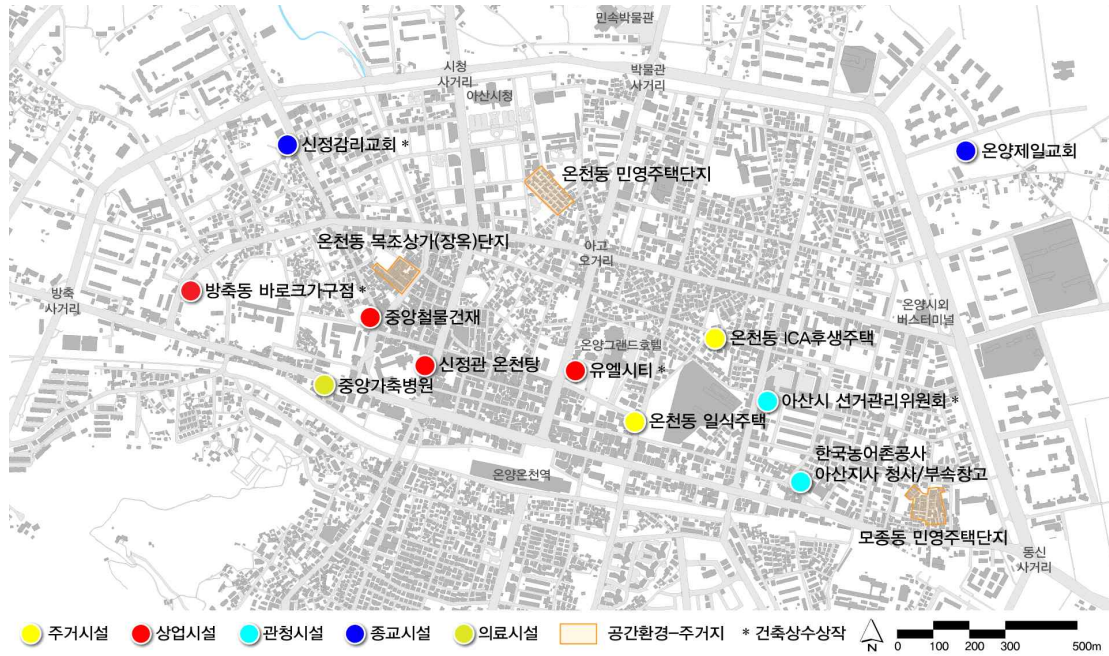 민속박물관
시청
사거리
박물관
사거리
아산시청
신정감리교회 *
온양제일교회
온천동 민영주택단지
온천동 목조상가(장옥)단지
아고
오거리
방축동 바로크가구점 *
방축
사거리
중앙철물건재
온양시외
버스터미널
온천동 ICA후생주택
온양그랜드호텔
신정관 온천탕
유엘시티 *
중앙가축병원
아산시 선거관리위원회 *
온천동 일식주택
한국농어촌공사
아산지사 청사/부속창고
온양온천역
모종동 민영주택단지
동신
사거리
주거시설 상업시설 관청시설 종교시설 의료시설 공간환경-주거지 * 건축상수상작 N 0 100 200 300 500m